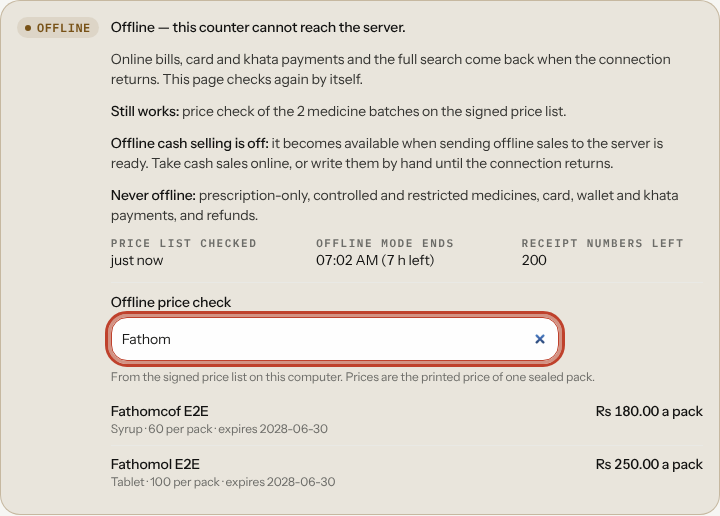 OFFLINE
Offline — this counter cannot reach the server.
Online bills, card and khata payments and the full search come back when the connection
returns. This page checks again by itself.
Still works: price check of the 2 medicine batches on the signed price list.
Offline cash selling is off: it becomes available when sending offline sales to the server is
ready. Take cash sales online, or write them by hand until the connection returns.
Never offline: prescription-only, controlled and restricted medicines, card, wallet and khata
payments, and refunds.
PRICE LIST CHECKED
just now
OFFLINE MODE ENDS
07:02 AM (7 h left)
RECEIPT NUMBERS LEFT
200
Offline price check
Fathom
From the signed price list on this computer. Prices are the printed price of one sealed pack.
Fathomcof E2E
Rs 180.00 a pack
Syrup · 60 per pack · expires 2028-06-30
Fathomol E2E
Rs 250.00 a pack
Tablet · 100 per pack · expires 2028-06-30